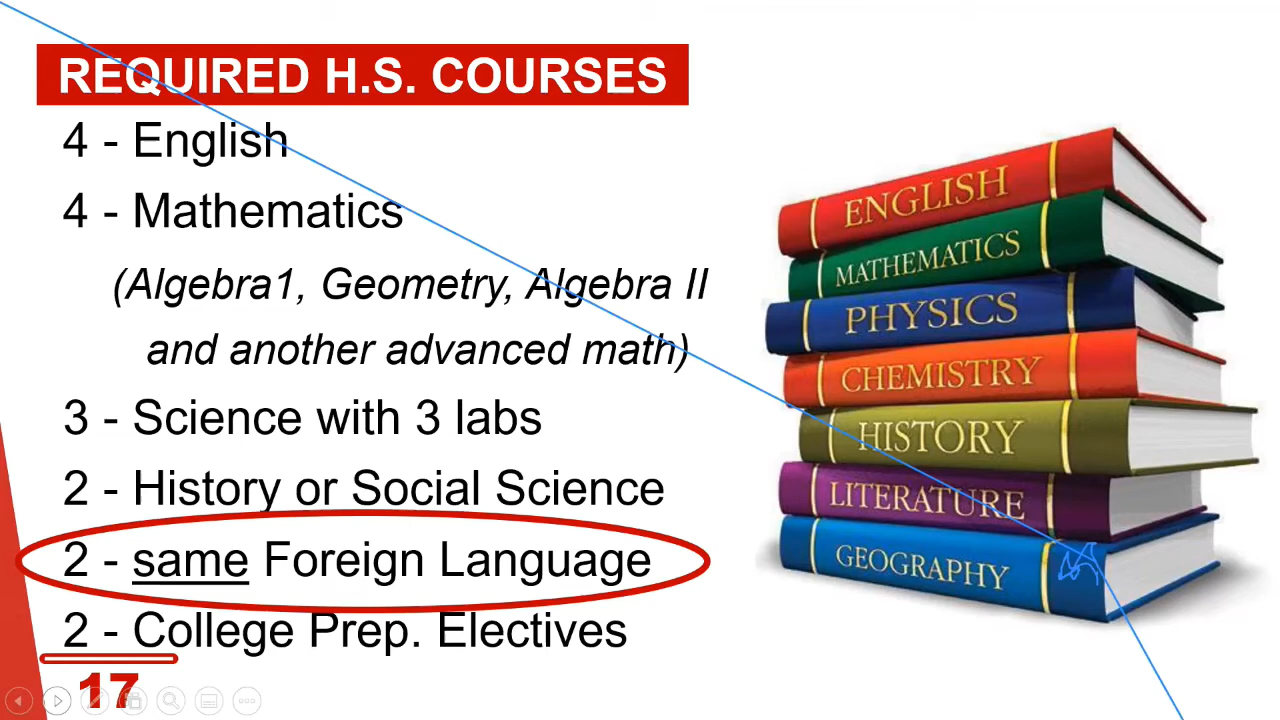 REQUIRED H.S. COURSES
4 - English
4 - Mathematics
(Algebra1, Geometry, Algebra II
and another advanced math)
3 - Science with 3 labs
2 - History or Social Science
2 - same Foreign Language
2 - College Prep. Electives
17
ENGLISH
MATHEMATICS
PHYSICS
CHEMISTRY
HISTORY
LITERATURE
GEOGRAPHY